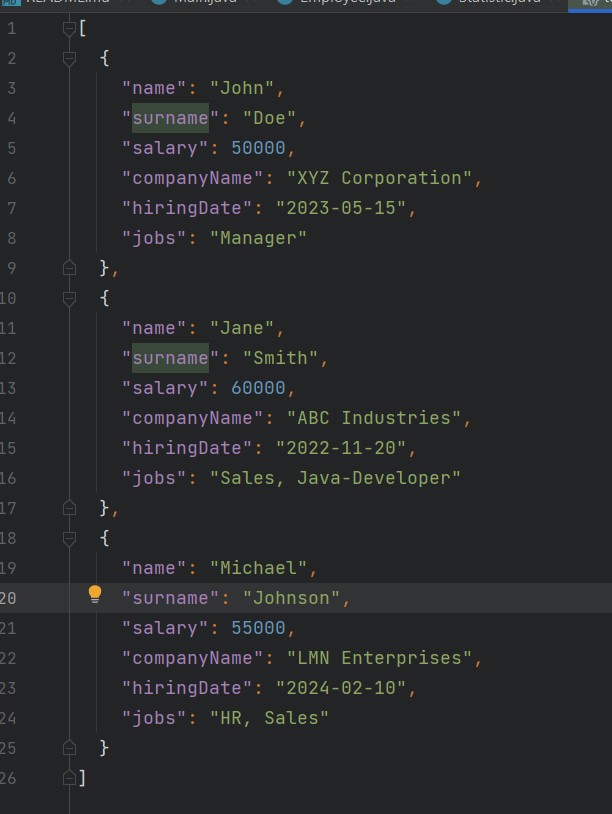 1 [
2 {
3 "name": "John",
4 "surname": "Doe",
5 "salary": 50000,
6 "companyName": "XYZ Corporation",
7 "hiringDate": "2023-05-15",
8 "jobs": "Manager"
9 },
10 {
11 "name": "Jane",
12 "surname": "Smith",
13 "salary": 60000,
14 "companyName": "ABC Industries",
15 "hiringDate": "2022-11-20",
16 "jobs": "Sales, Java-Developer"
17 },
18 {
19 "name": "Michael",
20 "surname": "Johnson",
21 "salary": 55000,
22 "companyName": "LMN Enterprises",
23 "hiringDate": "2024-02-10",
24 "jobs": "HR, Sales"
25 }
26 ]